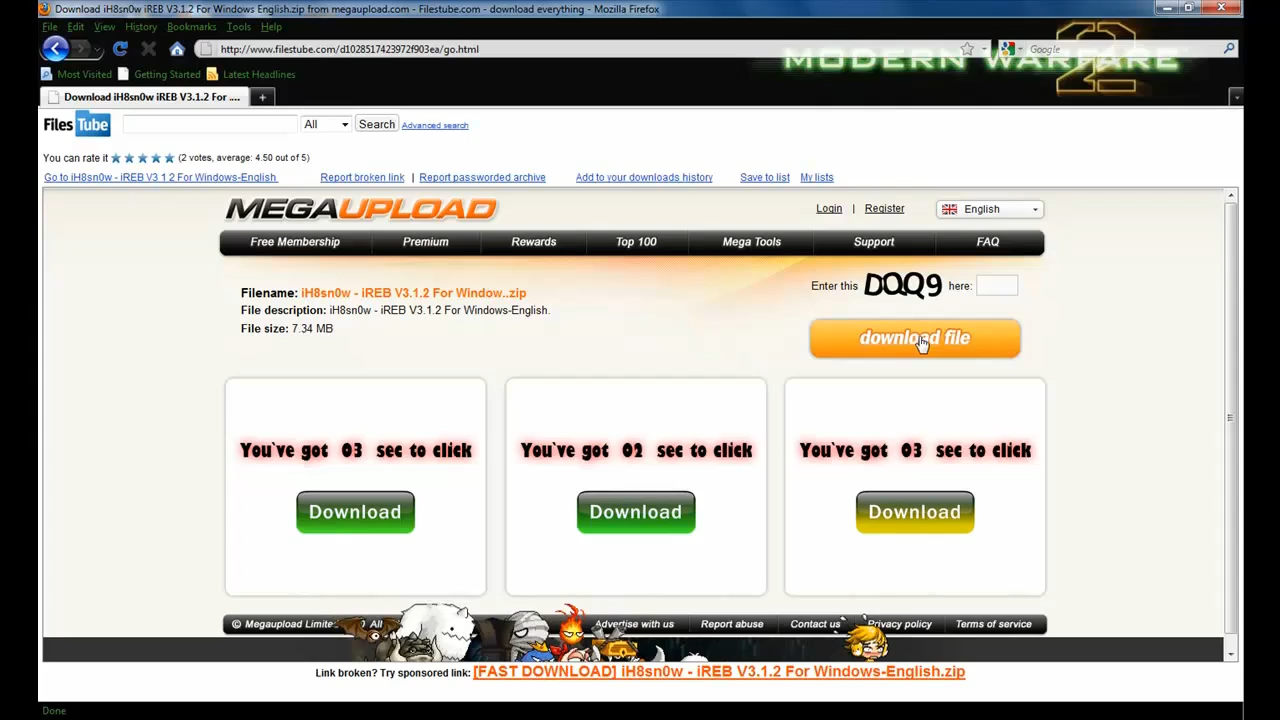 Download iH8sn0w iREB V3.1.2 For Windows English.zip from megaupload.com - Filestube.com - download everything - Mozilla Firefox
File Edit View History Bookmarks Tools Help
http://www.filestube.com/d1028517423972f903ea/go.html
Google
MODERN WARFARE 2
Most Visited Getting Started Latest Headlines
Download iH8sn0w iREB V3.1.2 For ....
FilesTube All Search Advanced search
You can rate it (2 votes, average: 4.50 out of 5)
Go to iH8sn0w - iREB V3 1 2 For Windows-English Report broken link | Report passworded archive Add to your downloads history Save to list My lists
MEGAUPLOAD Login | Register English
Free Membership Premium Rewards Top 100 Mega Tools Support FAQ
Enter this DQQ9 here:
Filename: iH8sn0w - iREB V3.1.2 For Window..zip
File description: iH8sn0w - iREB V3.1.2 For Windows-English.
File size: 7.34 MB
download file
You`ve got 03 sec to click You`ve got 02 sec to click You`ve got 03 sec to click
Download Download Download
© Megaupload Limite All Advertise with us Report abuse Contact us Privacy policy Terms of service
Link broken? Try sponsored link: [FAST DOWNLOAD] iH8sn0w - iREB V3.1.2 For Windows-English.zip
Done